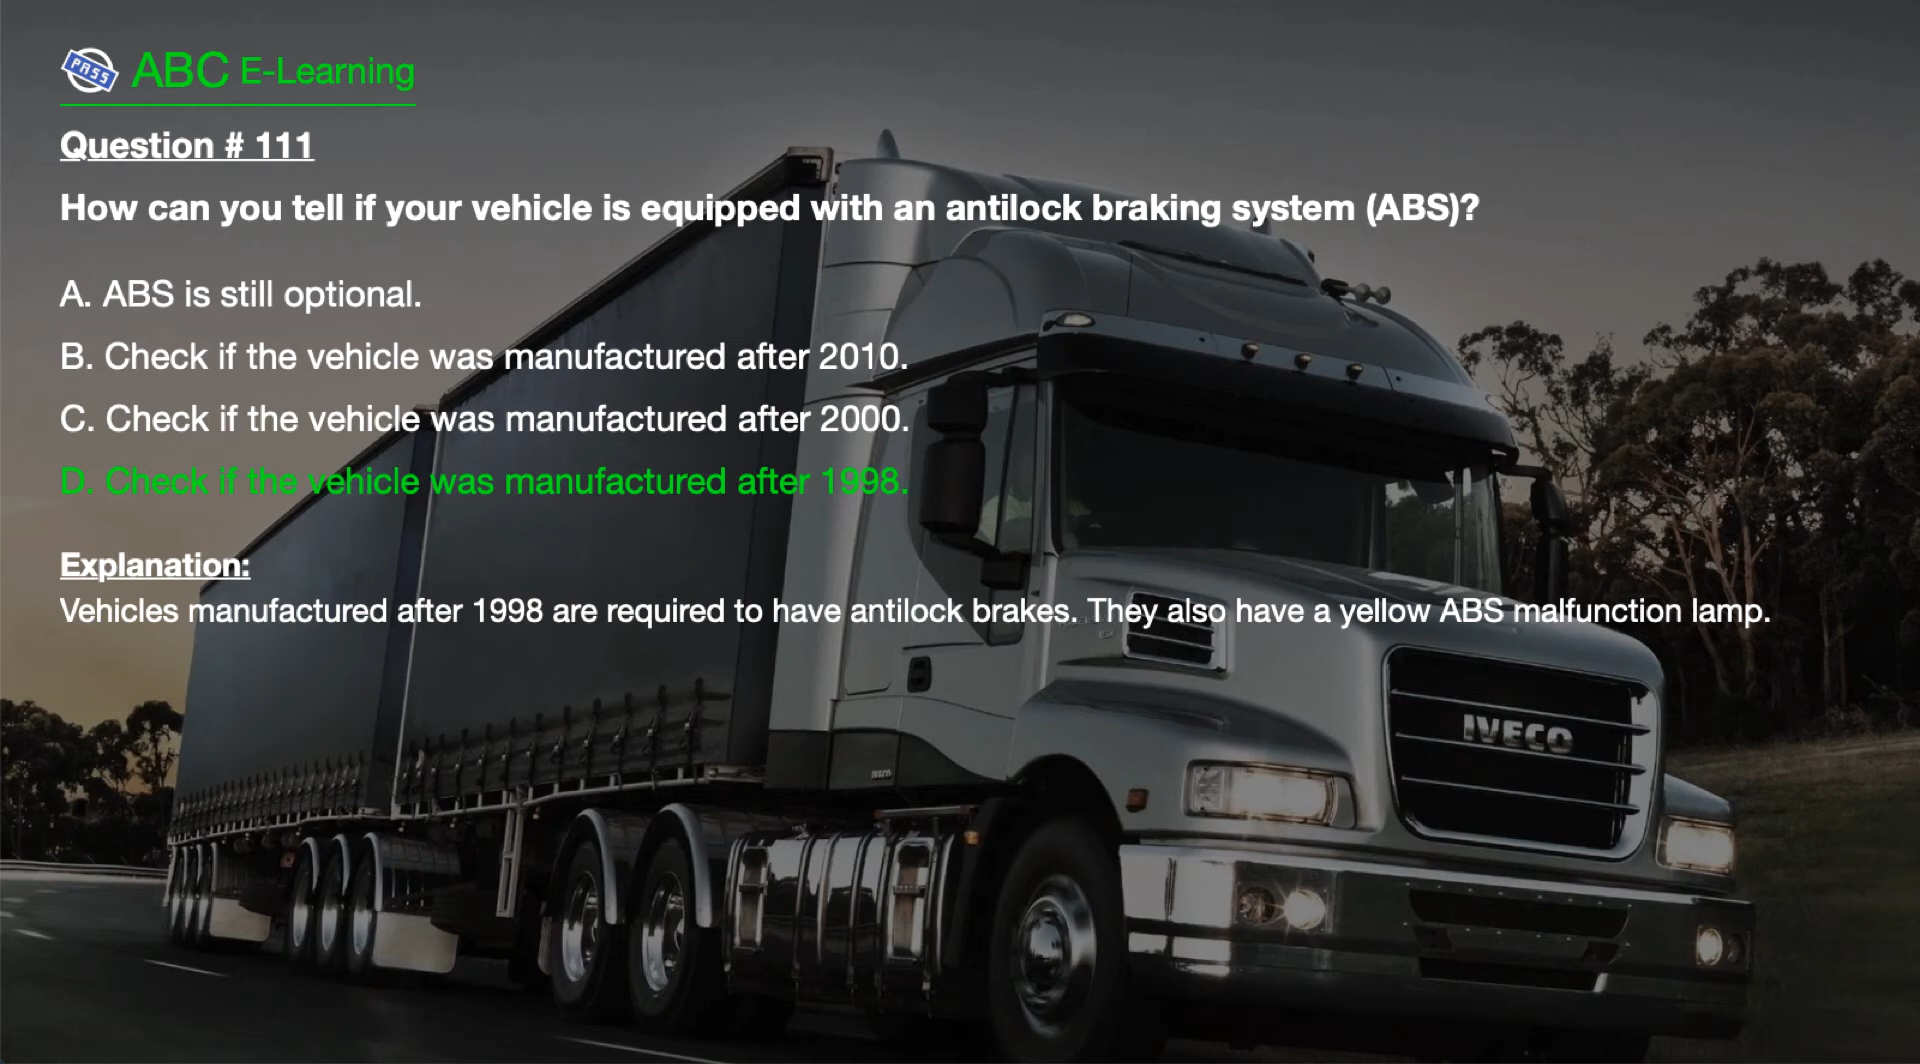 PASS
ABC E-Learning
Question # 111
How can you tell if your vehicle is equipped with an antilock braking system (ABS)?
A. ABS is still optional.
B. Check if the vehicle was manufactured after 2010.
C. Check if the vehicle was manufactured after 2000.
D. Check if the vehicle was manufactured after 1998.
Explanation:
Vehicles manufactured after 1998 are required to have antilock brakes. They also have a yellow ABS malfunction lamp.
IVECO
IVECO